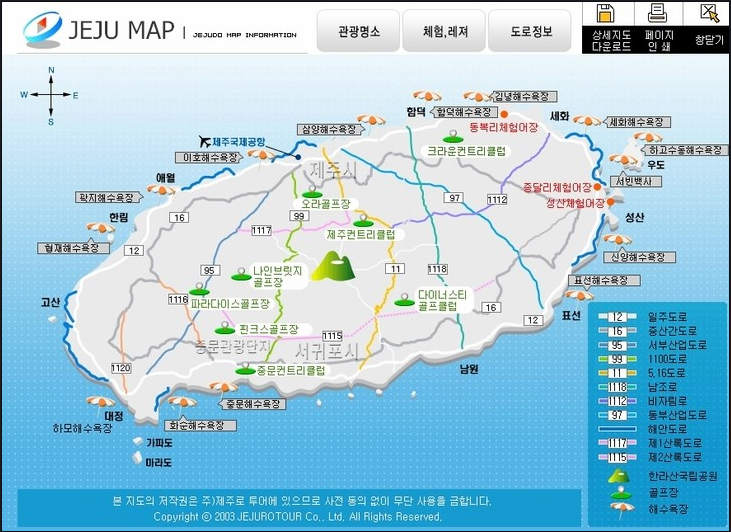 JEJU MAP | JEJUDO MAP INFORMATION
관광명소
체험,레져
도로정보
상세지도
다운로드
페이지
인 쇄
창닫기
N
W
E
S
함덕
김녕해수욕장
함덕해수욕장
동복리체험어장
세화
세화해수욕장
하고수동해수욕장
우도
서빈백사
삼양해수욕장
제주국제공항
이호해수욕장
크라운컨트리클럽
제주시
애월
곽지해수욕장
오라골프장
종달리체험어장
성산체험어장
성산
한림
협재해수욕장
16
99
97
1112
1117
제주컨트리클럽
신양해수욕장
12
95
나인브릿지
골프장
11
1118
표선해수욕장
고산
1116
파라다이스골프장
다이너스티
골프클럽
16
12
표선
핀크스골프장
1115
중문관광단지
서귀포시
1120
중문컨트리클럽
남원
대정
하모해수욕장
중문해수욕장
화순해수욕장
가파도
마라도
12 일주도로
16 중산간도로
95 서부산업도로
99 1100도로
11 5.16도로
1118 남조로
1112 비자림로
97 동부산업도로
해안도로
1117 제1산록도로
1115 제2산록도로
한라산국립공원
골프장
해수욕장
본 지도의 저작권은 주)제주로 투어에 있으므로 사전 동의 없이 무단 사용을 금합니다.
Copyright ⓒ 2003 JEJUROTOUR Co., Ltd. All Rights Reserved.